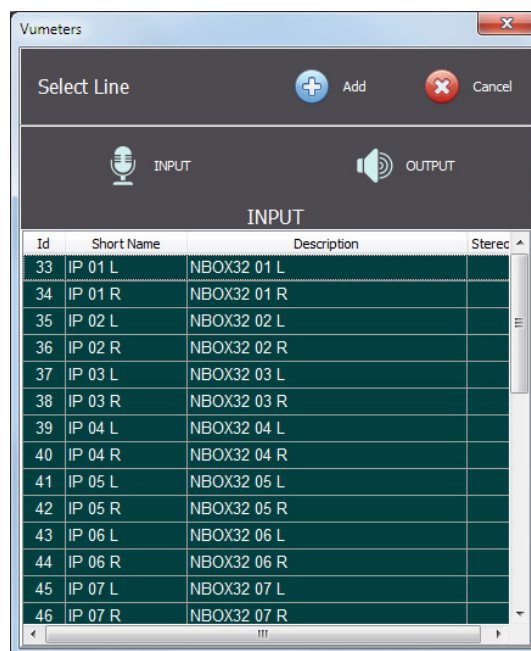 Vumeters
Select Line Add Cancel
INPUT OUTPUT
INPUT
Id Short Name Description Stereo
33 IP 01 L NBOX32 01 L
34 IP 01 R NBOX32 01 R
35 IP 02 L NBOX32 02 L
36 IP 02 R NBOX32 02 R
37 IP 03 L NBOX32 03 L
38 IP 03 R NBOX32 03 R
39 IP 04 L NBOX32 04 L
40 IP 04 R NBOX32 04 R
41 IP 05 L NBOX32 05 L
42 IP 05 R NBOX32 05 R
43 IP 06 L NBOX32 06 L
44 IP 06 R NBOX32 06 R
45 IP 07 L NBOX32 07 L
46 IP 07 R NBOX32 07 R